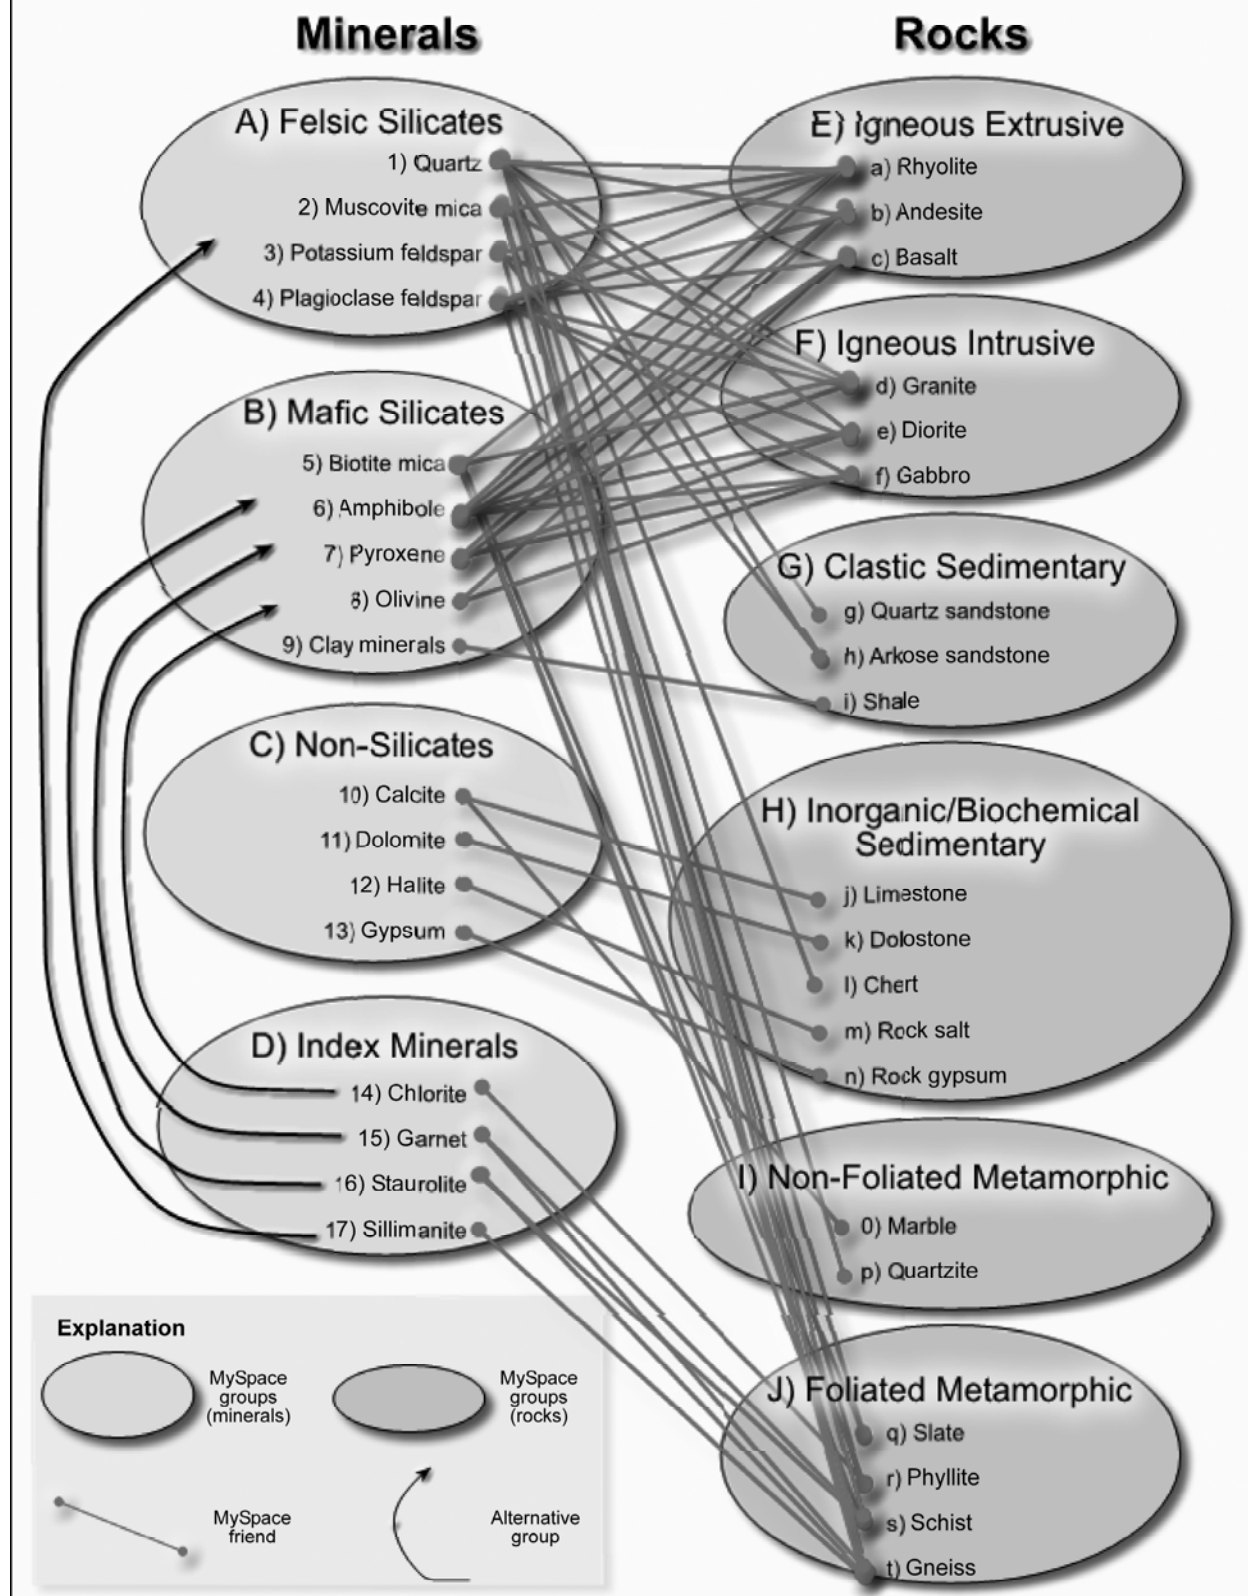 Minerals
A) Felsic Silicates
1) Quartz
2) Muscovite mica
3) Potassium feldspar
4) Plagioclase feldspar
B) Mafic Silicates
5) Biotite mica
6) Amphibole
7) Pyroxene
8) Olivine
9) Clay minerals
C) Non-Silicates
10) Calcite
11) Dolomite
12) Halite
13) Gypsum
D) Index Minerals
14) Chlorite
15) Garnet
16) Staurolite
17) Sillimanite
Rocks
E) Igneous Extrusive
a) Rhyolite
b) Andesite
c) Basalt
F) Igneous Intrusive
d) Granite
e) Diorite
f) Gabbro
G) Clastic Sedimentary
g) Quartz sandstone
h) Arkose sandstone
i) Shale
H) Inorganic/Biochemical
Sedimentary
j) Limestone
k) Dolostone
l) Chert
m) Rock salt
n) Rock gypsum
I) Non-Foliated Metamorphic
0) Marble
p) Quartzite
J) Foliated Metamorphic
q) Slate
r) Phyllite
s) Schist
t) Gneiss
Explanation
MySpace
groups
(minerals)
MySpace
groups
(rocks)
MySpace
friend
Alternative
group